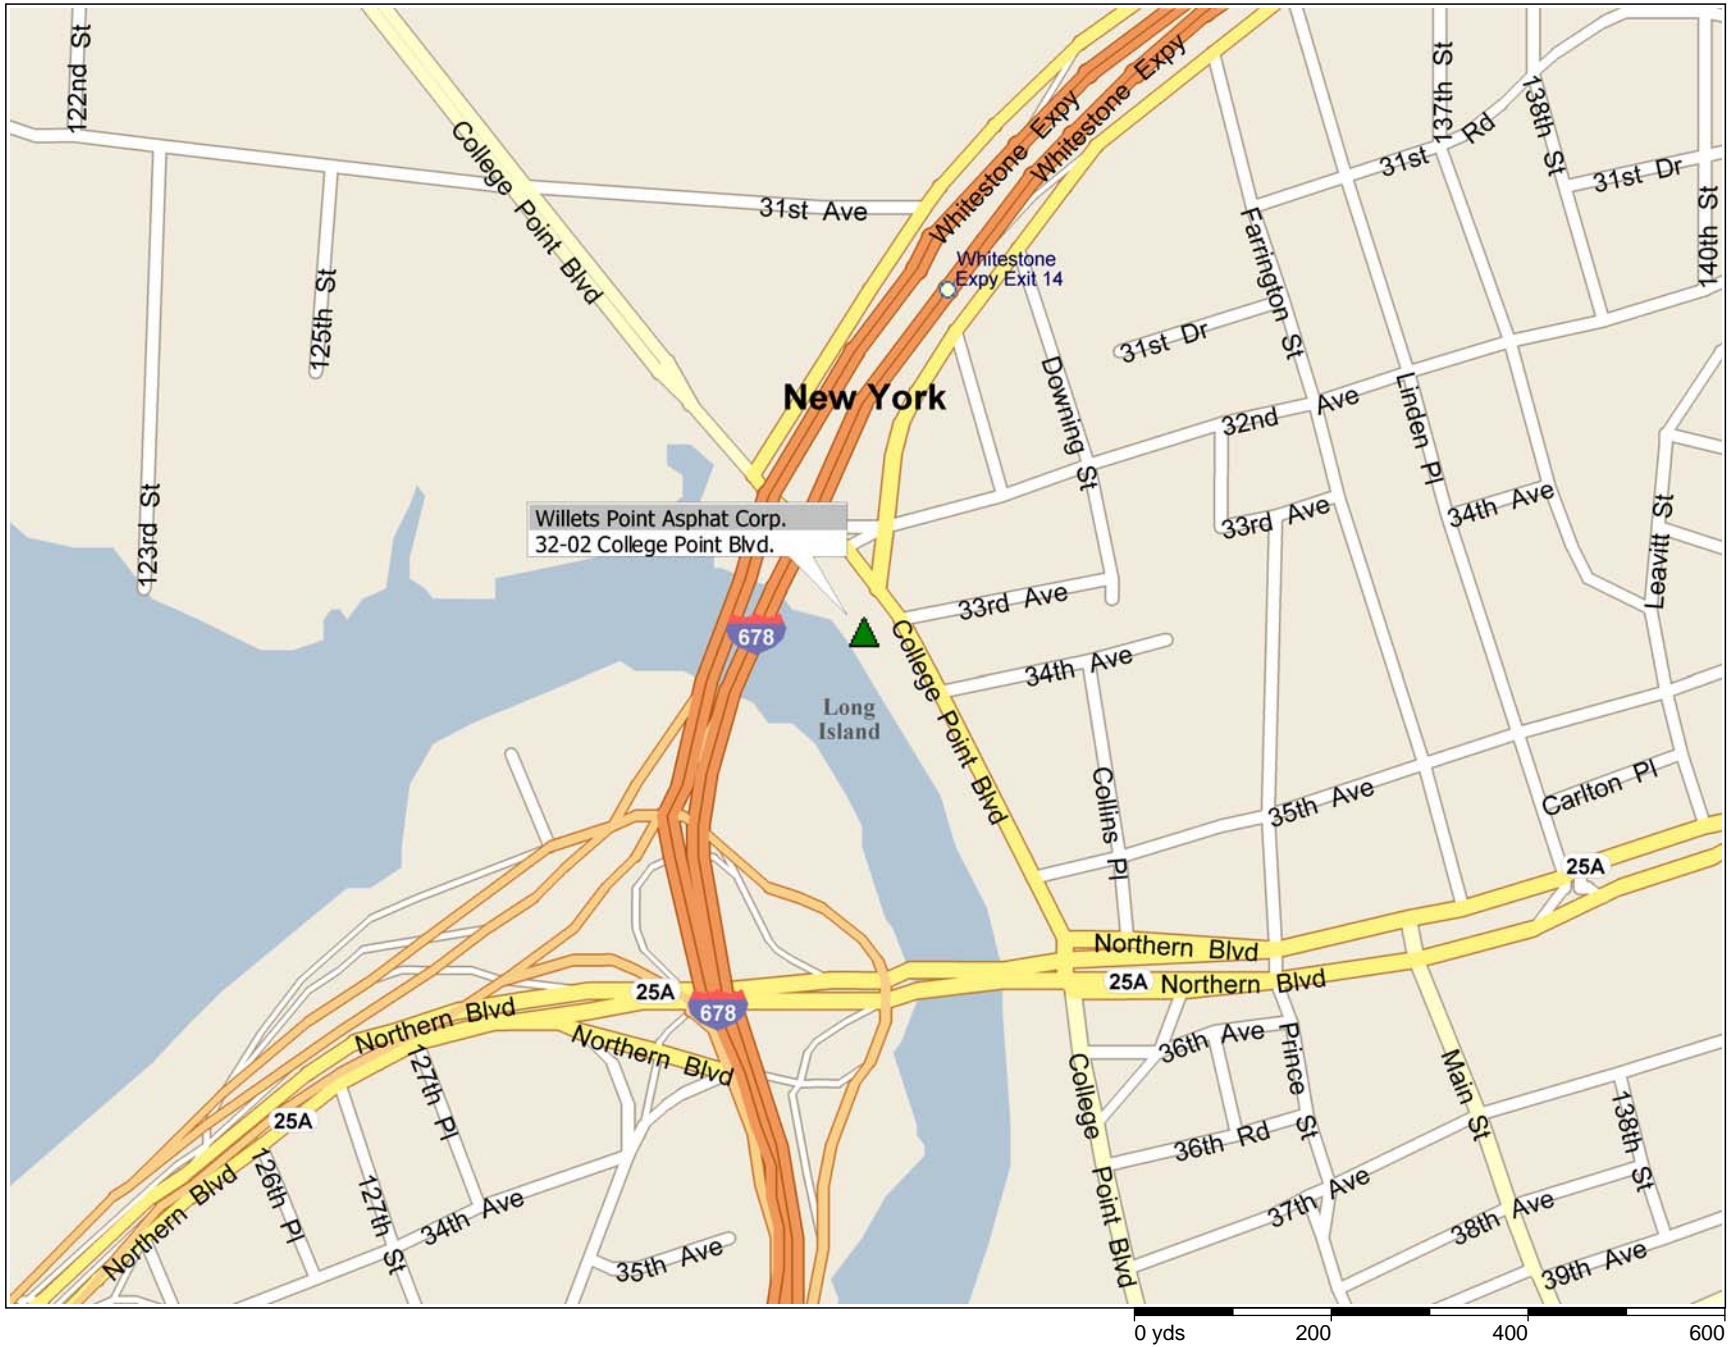 122nd St
College Point Blvd
Whitestone Expy
Whitestone Expy
137th St
138th St
31st Rd
31st Dr
140th St
31st Ave
125th St
Whitestone
Expy Exit 14
Farrington St
31st Dr
New York
Downing St
32nd Ave
Linden Pl
123rd St
Willets Point Asphat Corp.
32-02 College Point Blvd.
33rd Ave
34th Ave
Leavitt St
33rd Ave
678
College Point Blvd
34th Ave
Long
Island
Collins Pl
35th Ave
Carlton Pl
25A
Northern Blvd
25A
25A Northern Blvd
678
Northern Blvd
Northern Blvd
127th Pl
36th Ave
Prince St
College Point Blvd
Main St
25A
36th Rd
138th St
Northern Blvd
126th Pl
127th St
34th Ave
37th Ave
38th Ave
35th Ave
39th Ave
0 yds 200 400 600